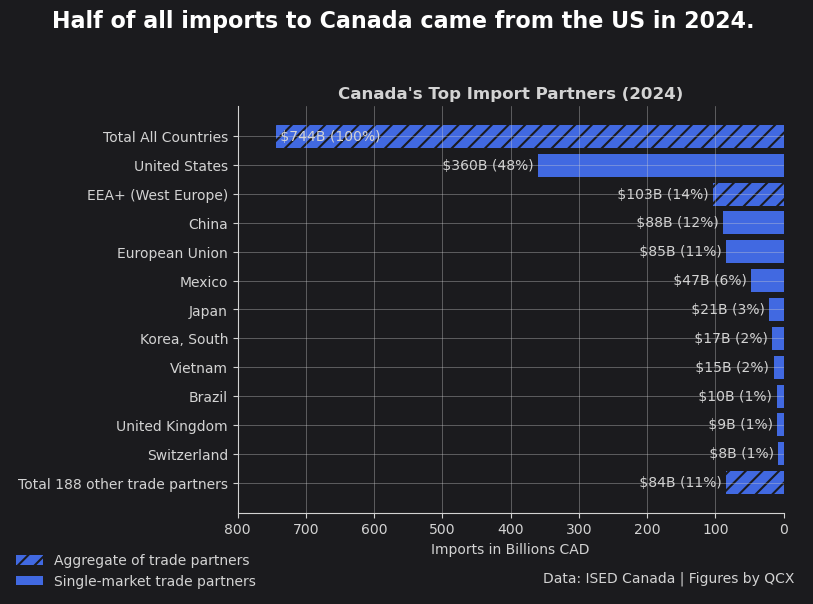 Half of all imports to Canada came from the US in 2024.
Canada's Top Import Partners (2024)
Total All Countries $744B (100%)
United States $360B (48%)
EEA+ (West Europe) $103B (14%)
China $88B (12%)
European Union $85B (11%)
Mexico $47B (6%)
Japan $21B (3%)
Korea, South $17B (2%)
Vietnam $15B (2%)
Brazil $10B (1%)
United Kingdom $9B (1%)
Switzerland $8B (1%)
Total 188 other trade partners $84B (11%)
800 700 600 500 400 300 200 100 0
Imports in Billions CAD
Aggregate of trade partners
Single-market trade partners
Data: ISED Canada | Figures by QCX